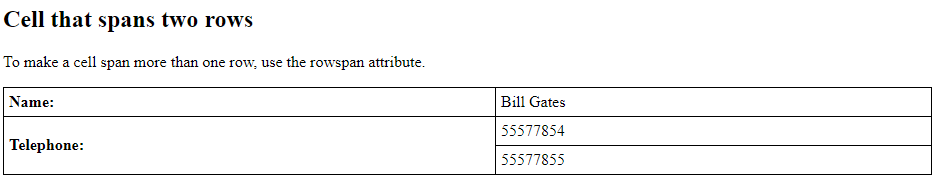 Cell that spans two rows
To make a cell span more than one row, use the rowspan attribute.
Name: Bill Gates
Telephone: 55577854
55577855